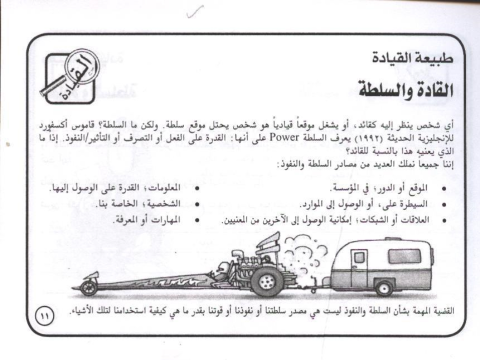 القيادة
طبيعة القيادة
القادة والسلطة
أي شخص ينظر إليه كقائد، أو يشغل موقعاً قيادياً هو شخص يحتل موقع سلطة. ولكن ما السلطة؟ قاموس أكسفورد
للإنجليزية الحديثة (١٩٩٢) يعرف السلطة Power على أنها: القدرة على الفعل أو التصرف أو التأثير/النفوذ. إذاً ما
الذي يعنيه هذا بالنسبة للقائد؟
إننا جميعاً نملك العديد من مصادر السلطة والنفوذ:
• الموقع أو الدور؛ في المؤسسة.
• السيطرة على، أو الوصول إلى الموارد.
• العلاقات أو الشبكات؛ إمكانية الوصول إلى الآخرين من المعنيين.
• المعلومات؛ القدرة على الوصول إليها.
• الشخصية؛ الخاصة بنا.
• المهارات أو المعرفة.
القضية المهمة بشأن السلطة والنفوذ ليست هي مصدر سلطتنا أو نفوذنا أو قوتنا بقدر ما هي كيفية استخدامنا لتلك الأشياء.
١١